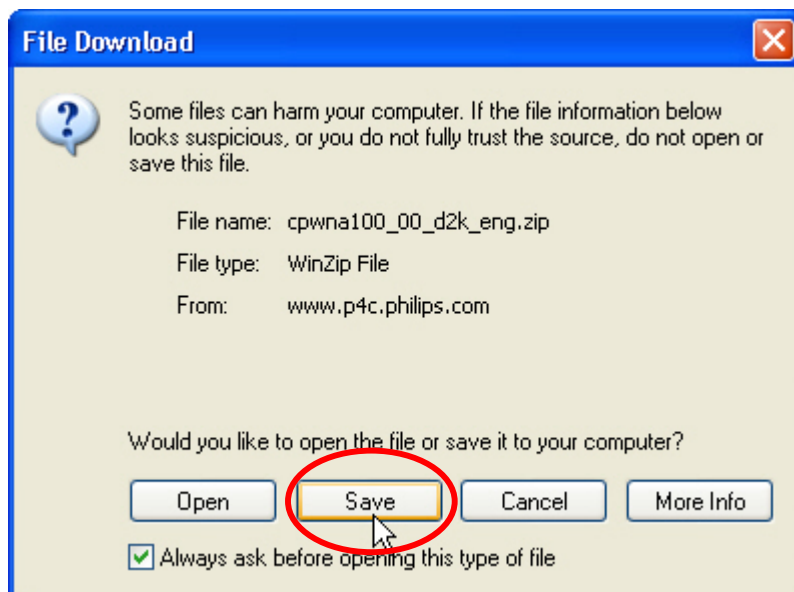 File Download
Some files can harm your computer. If the file information below
looks suspicious, or you do not fully trust the source, do not open or
save this file.
File name: cpwna100_00_d2k_eng.zip
File type: WinZip File
From: www.p4c.philips.com
Would you like to open the file or save it to your computer?
Open Save Cancel More Info
Always ask before opening this type of file